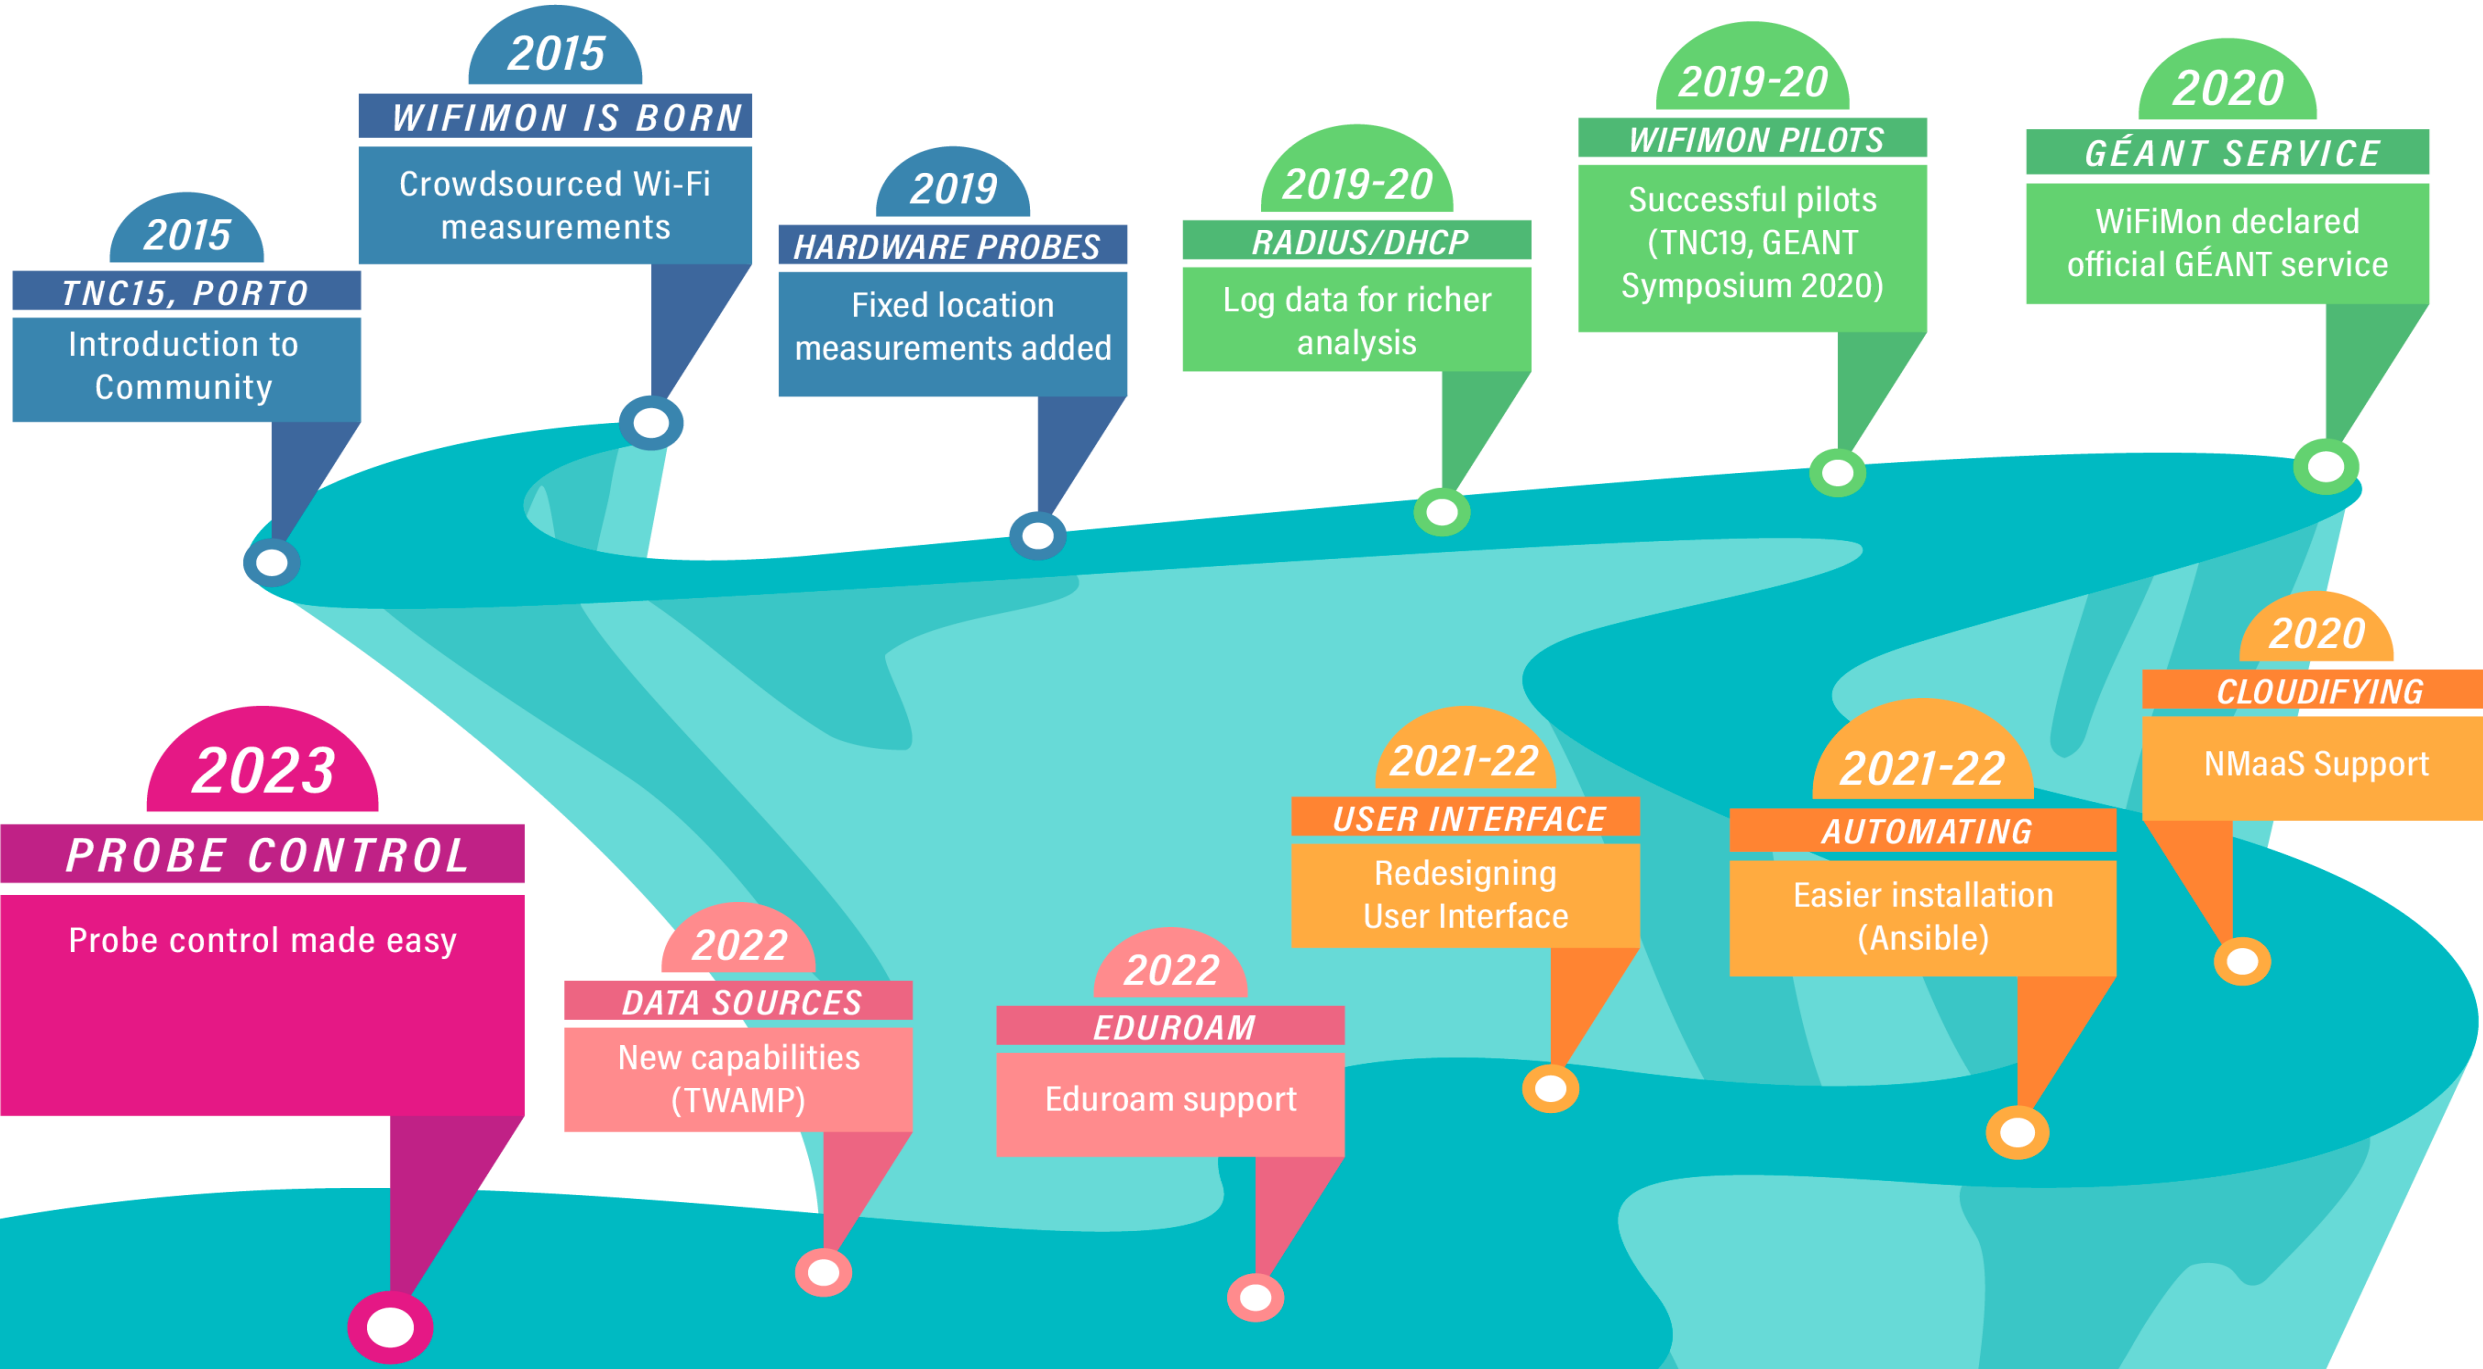 2015
WIFIMON IS BORN
Crowdsourced Wi-Fi
measurements
2015
TNC15, PORTO
Introduction to
Community
2019
HARDWARE PROBES
Fixed location
measurements added
2019-20
RADIUS/DHCP
Log data for richer
analysis
2019-20
WIFIMON PILOTS
Successful pilots
(TNC19, GEANT
Symposium 2020)
2020
GÉANT SERVICE
WiFiMon declared
official GÉANT service
2020
CLOUDIFYING
NMaaS Support
2021-22
AUTOMATING
Easier installation
(Ansible)
2021-22
USER INTERFACE
Redesigning
User Interface
2022
EDUROAM
Eduroam support
2022
DATA SOURCES
New capabilities
(TWAMP)
2023
PROBE CONTROL
Probe control made easy